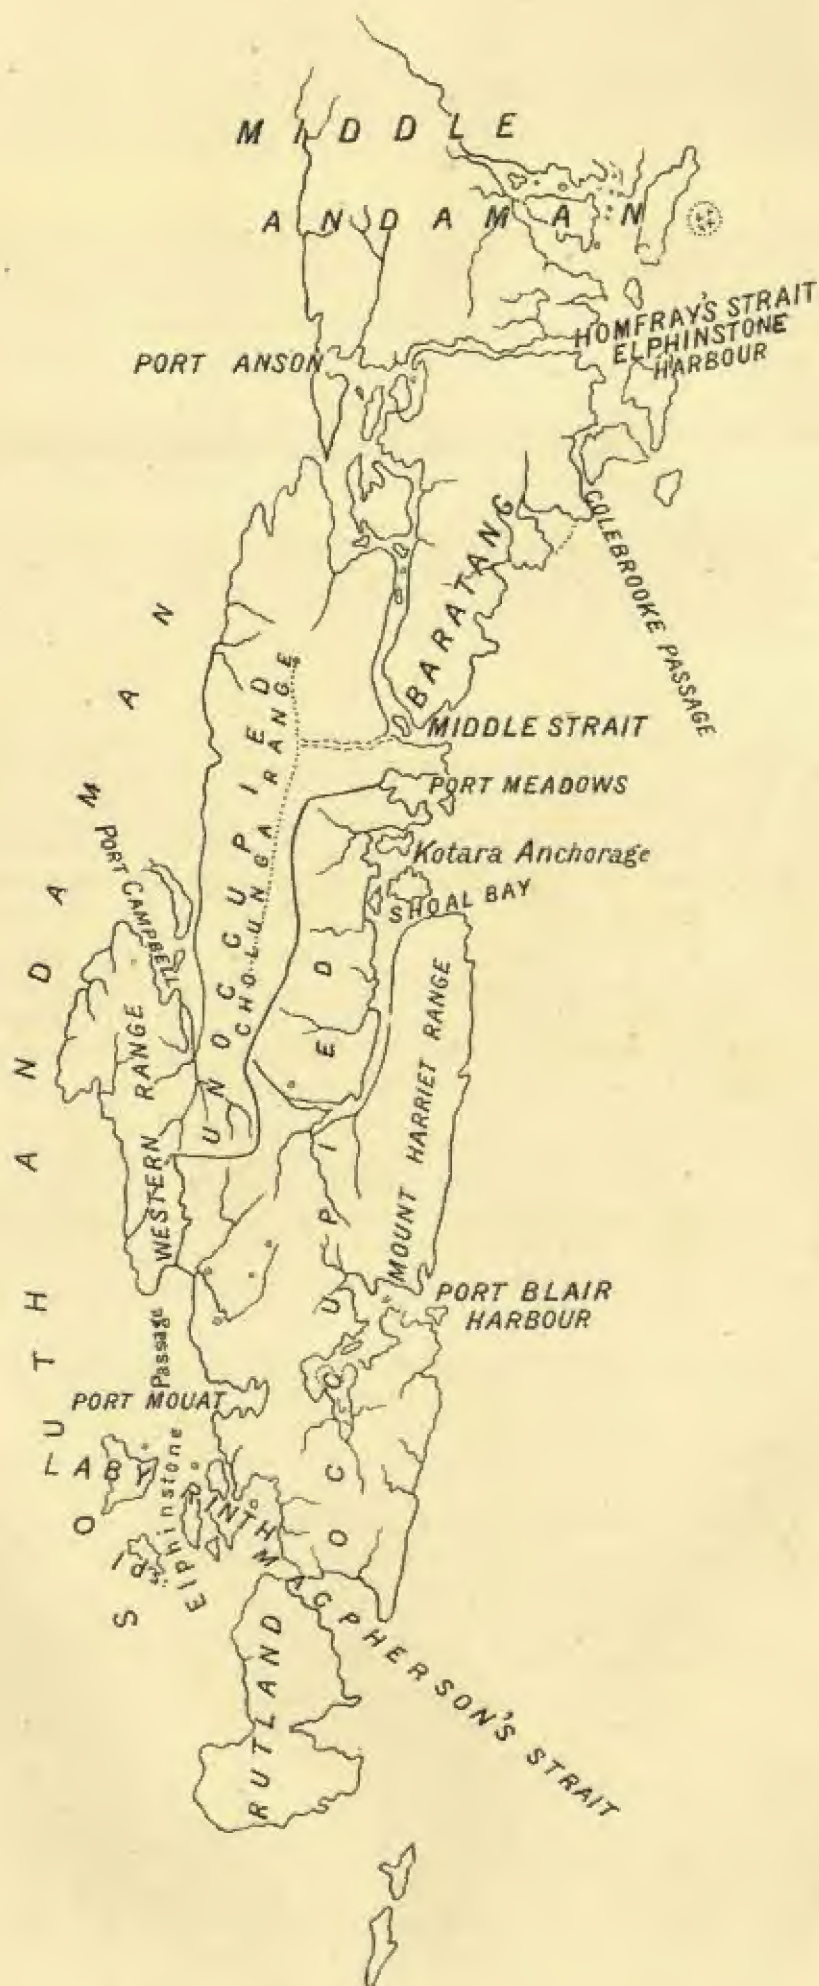 MIDDLE
ANDAMAN
HOMFRAY'S STRAIT
ELPHINSTONE
HARBOUR
PORT ANSON
COLEBROOKE PASSAGE
BARATANG
MIDDLE STRAIT
PORT MEADOWS
Kotara Anchorage
SHOAL BAY
UNOCCUPIED
CHOLUNGA RANGE
PORT CAMPBELL
SOUTH ANDAMAN
WESTERN RANGE
OCCUPIED
MOUNT HARRIET RANGE
PORT BLAIR
HARBOUR
PORT MOUAT
Elphinstone Passage
LABYRINTH
Ids
MACPHERSON'S STRAIT
RUTLAND